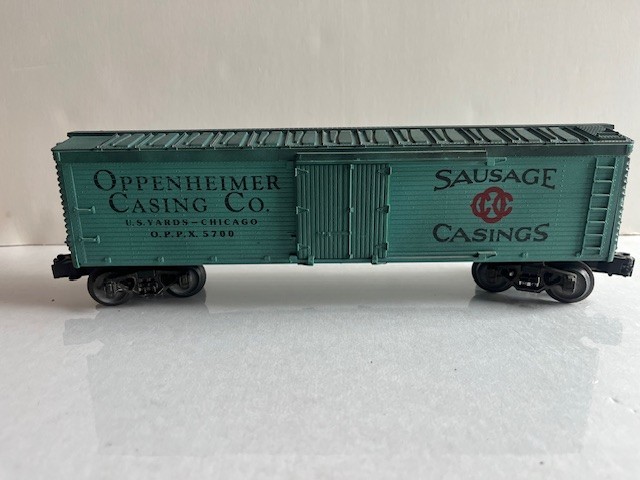 OPPENHEIMER
CASING CO.
U.S. YARDS–CHICAGO
O.P.P.X. 5700
SAUSAGE
CASINGS